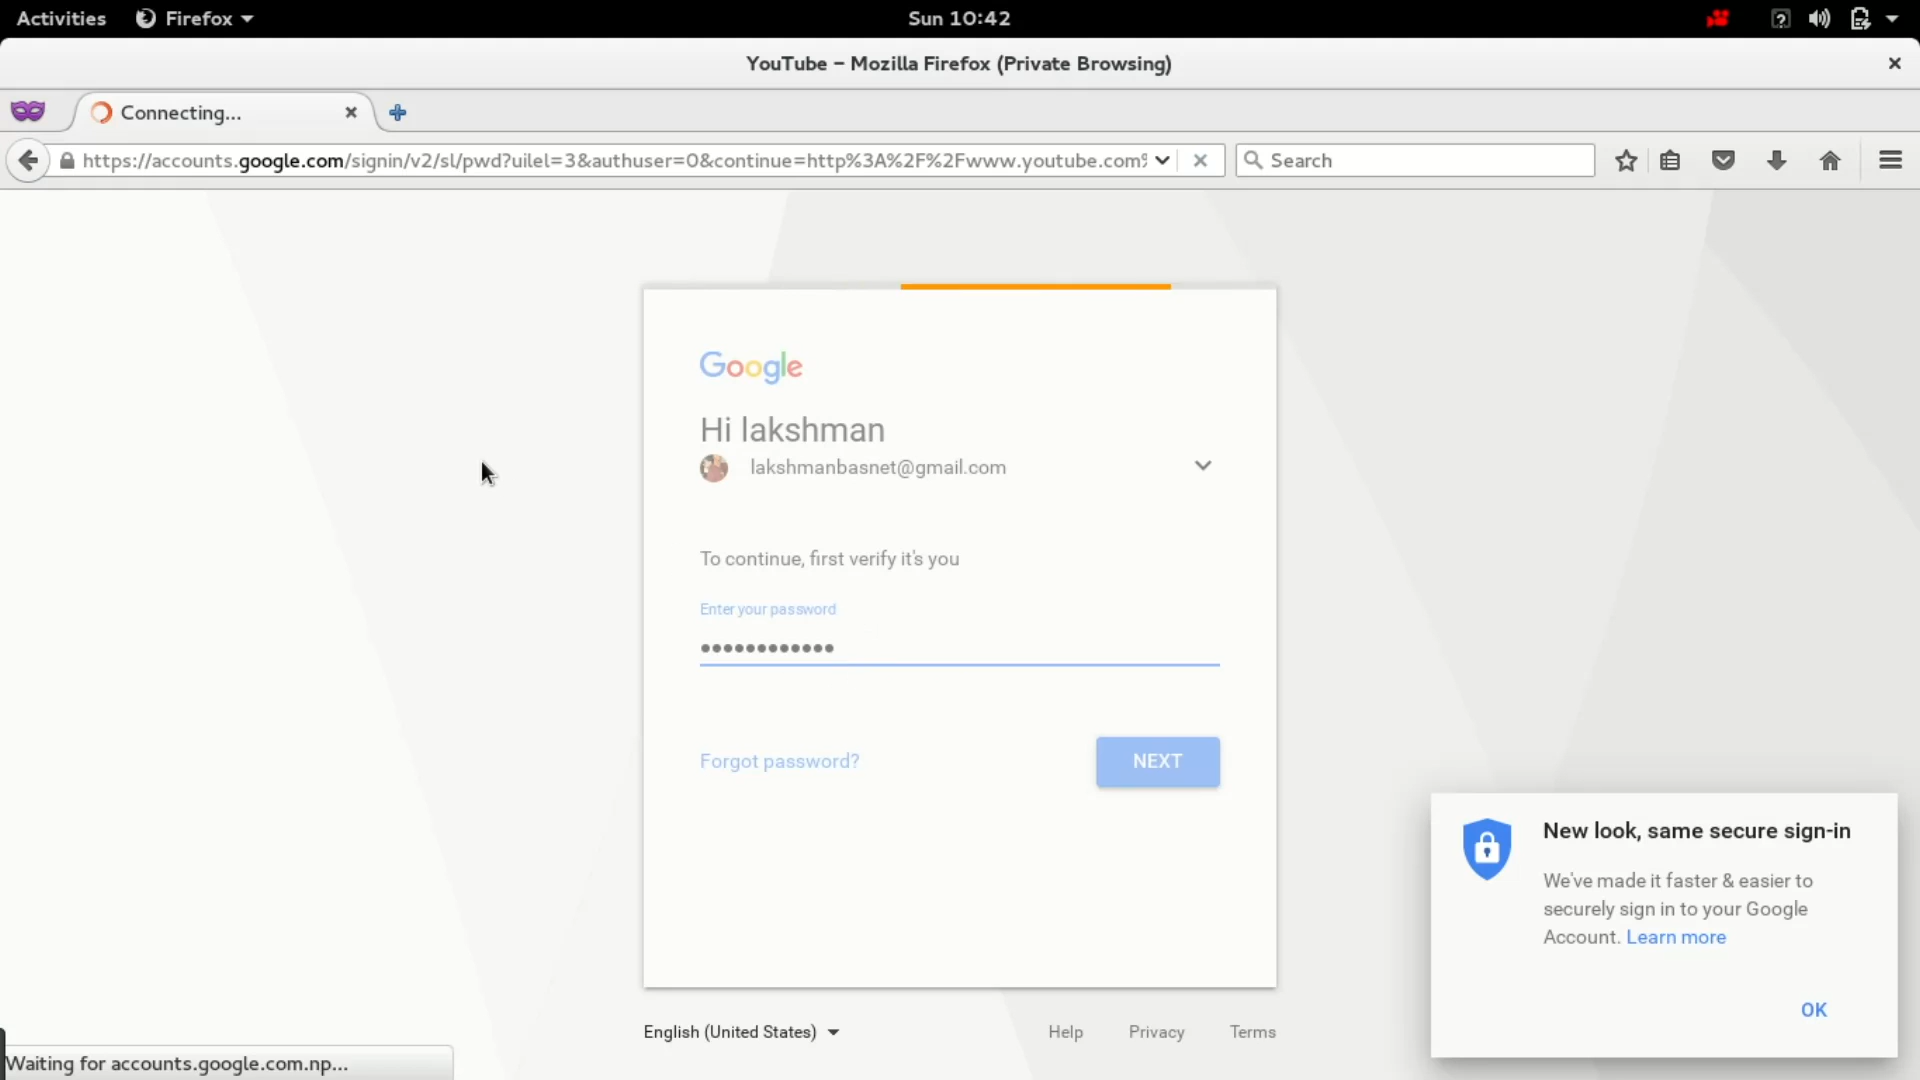 Activities Firefox Sun 10:42
YouTube – Mozilla Firefox (Private Browsing)
Connecting...
https://accounts.google.com/signin/v2/sl/pwd?uilel=3&authuser=0&continue=http%3A%2F%2Fwww.youtube.com% Search
Google
Hi lakshman
lakshmanbasnet@gmail.com
To continue, first verify it's you
Enter your password
••••••••••••
Forgot password? NEXT
New look, same secure sign-in
We've made it faster & easier to
securely sign in to your Google
Account. Learn more
OK
English (United States) Help Privacy Terms
Waiting for accounts.google.com.np...